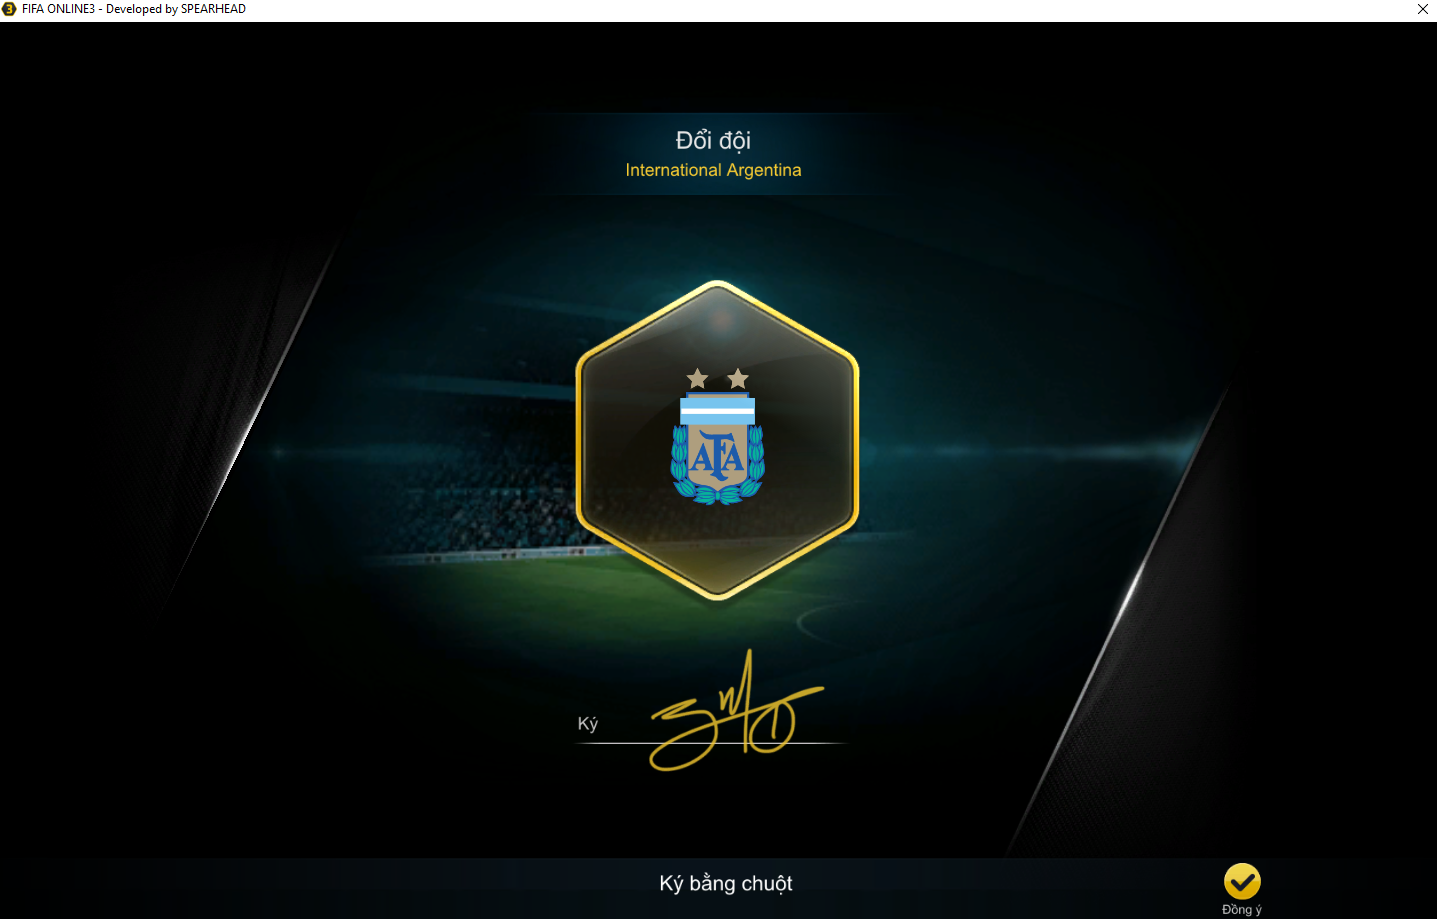 FIFA ONLINE3 - Developed by SPEARHEAD
Đổi đội
International Argentina
AFA
Ký
Ký bằng chuột
Đồng ý